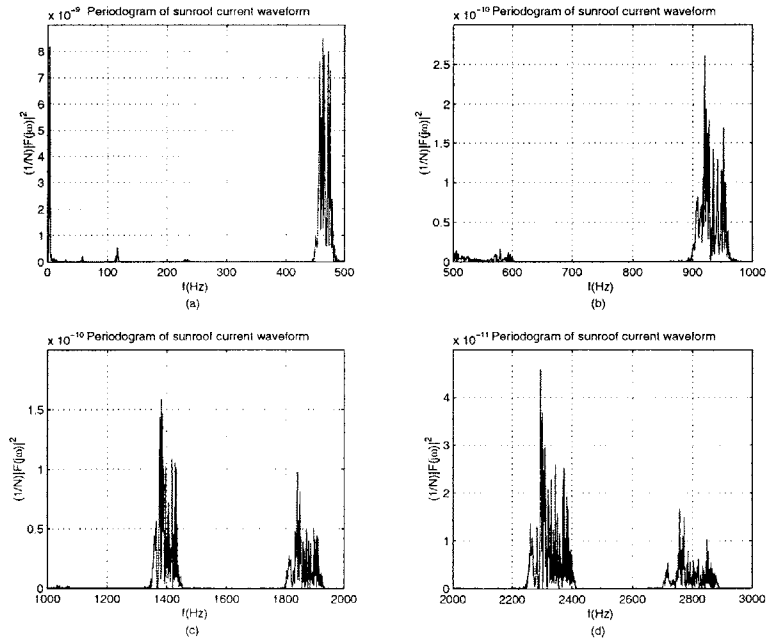 x 10⁻⁹ Periodogram of sunroof current waveform
(1/N)|F(jω)|²
9
8
7
6
5
4
3
2
1
0
0 100 200 300 400 500
f(Hz)
(a)
x 10⁻¹⁰ Periodogram of sunroof current waveform
(1/N)|F(jω)|²
3
2.5
2
1.5
1
0.5
0
500 600 700 800 900 1000
f(Hz)
(b)
x 10⁻¹⁰ Periodogram of sunroof current waveform
(1/N)|F(jω)|²
1.5
1
0.5
0
1000 1200 1400 1600 1800 2000
f(Hz)
(c)
x 10⁻¹¹ Periodogram of sunroof current waveform
(1/N)|F(jω)|²
4
3
2
1
0
2000 2200 2400 2600 2800 3000
f(Hz)
(d)